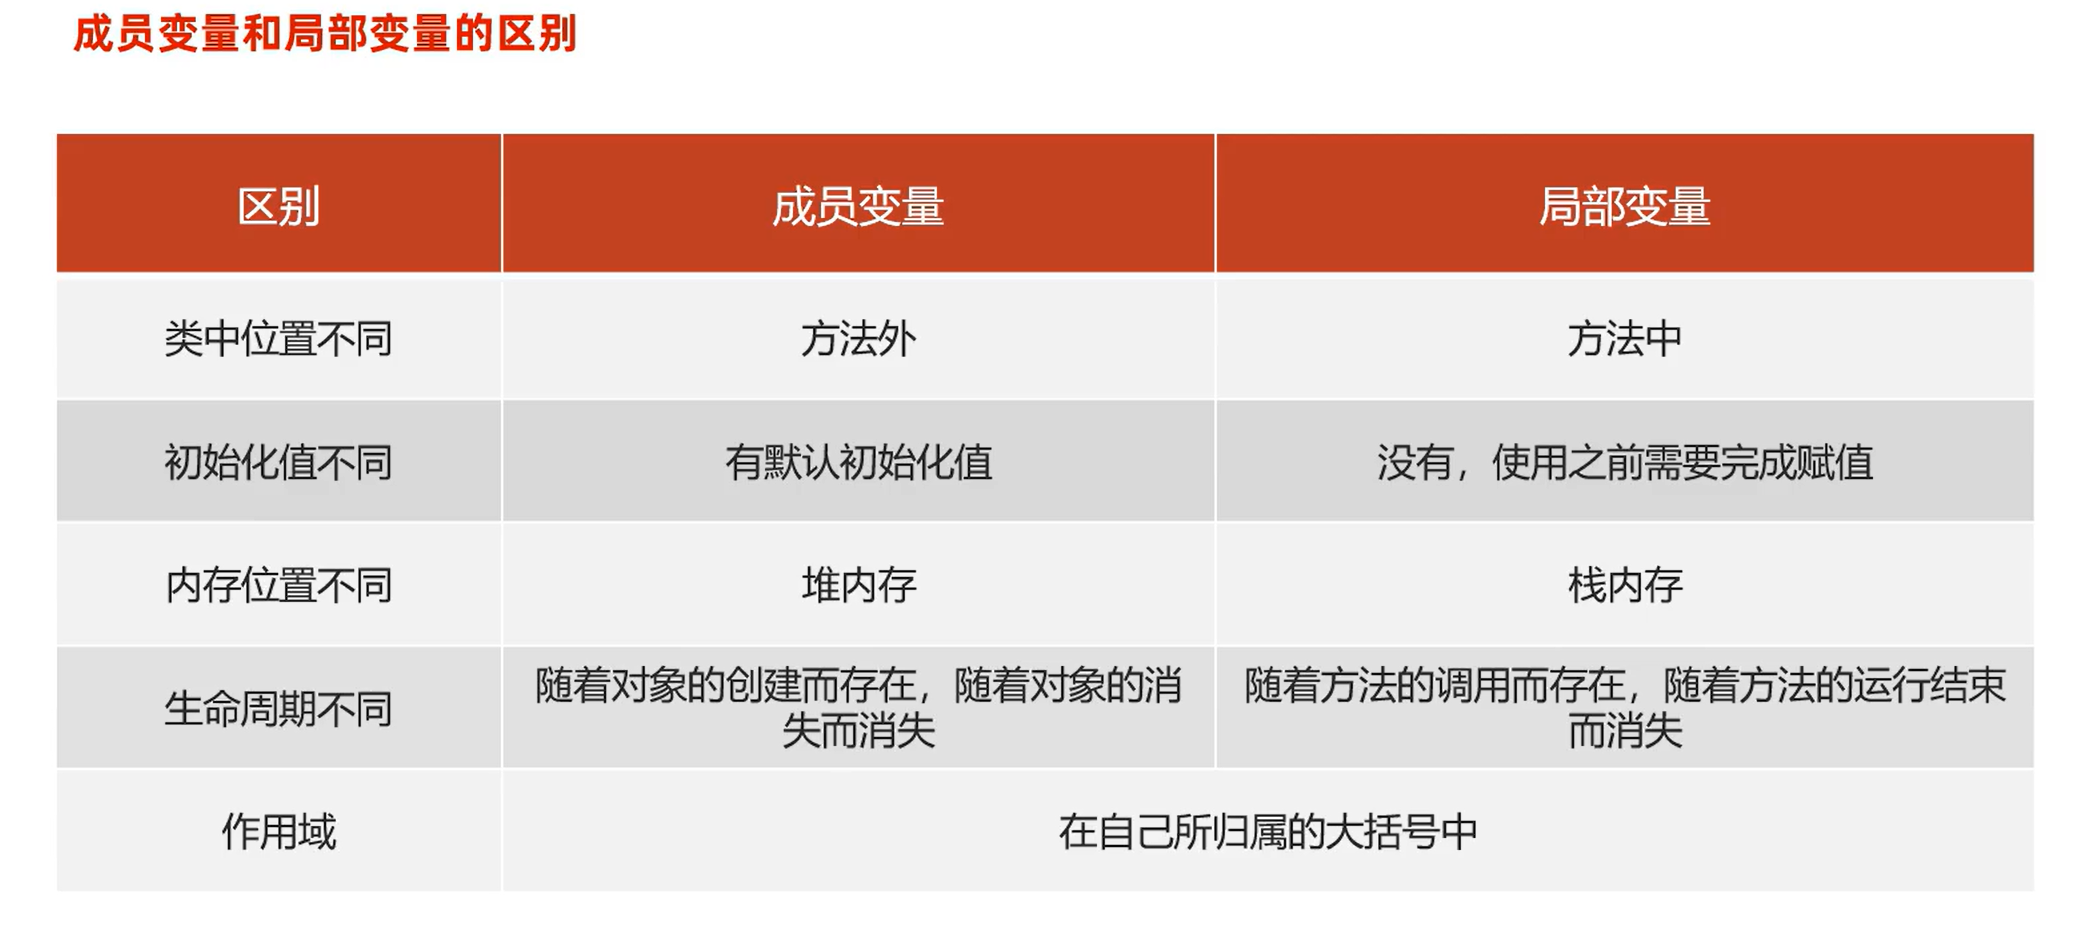 成员变量和局部变量的区别
区别 成员变量 局部变量
类中位置不同 方法外 方法中
初始化值不同 有默认初始化值 没有，使用之前需要完成赋值
内存位置不同 堆内存 栈内存
生命周期不同
随着对象的创建而存在，随着对象的消
失而消失
随着方法的调用而存在，随着方法的运行结束
而消失
作用域 在自己所归属的大括号中